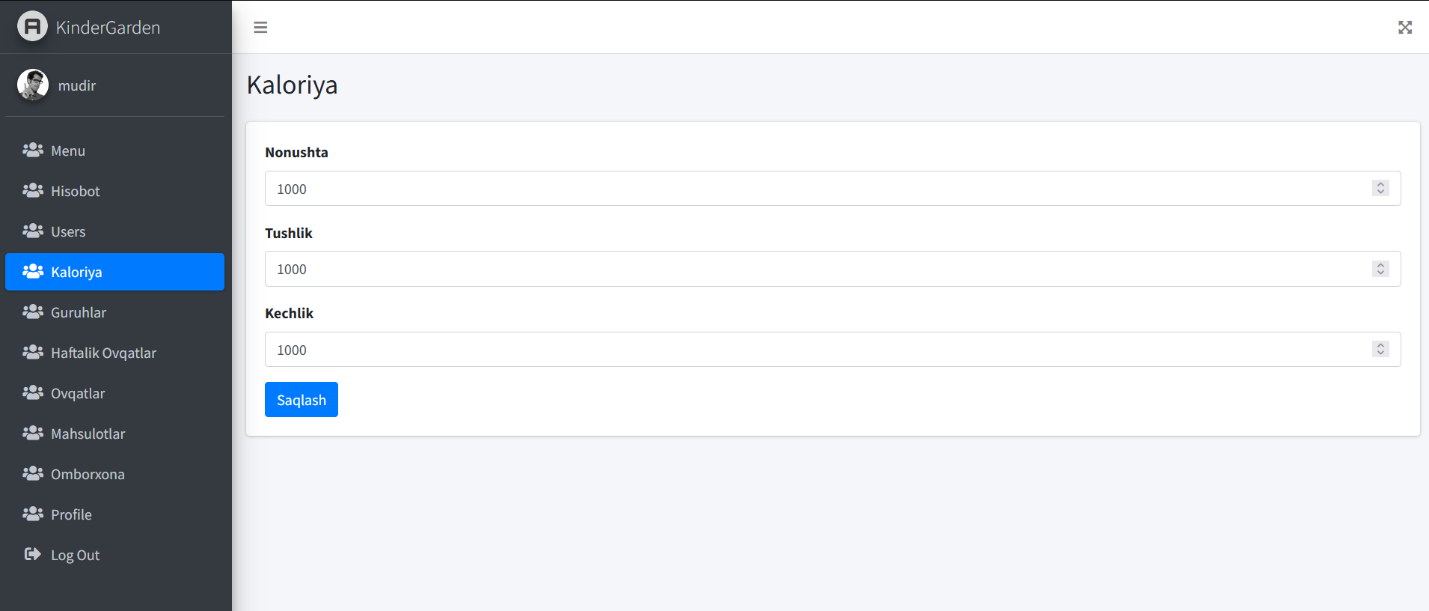 KinderGarden
mudir
Menu
Hisobot
Users
Kaloriya
Guruhlar
Haftalik Ovqatlar
Ovqatlar
Mahsulotlar
Omborxona
Profile
Log Out
Kaloriya
Nonushta
1000
Tushlik
1000
Kechlik
1000
Saqlash